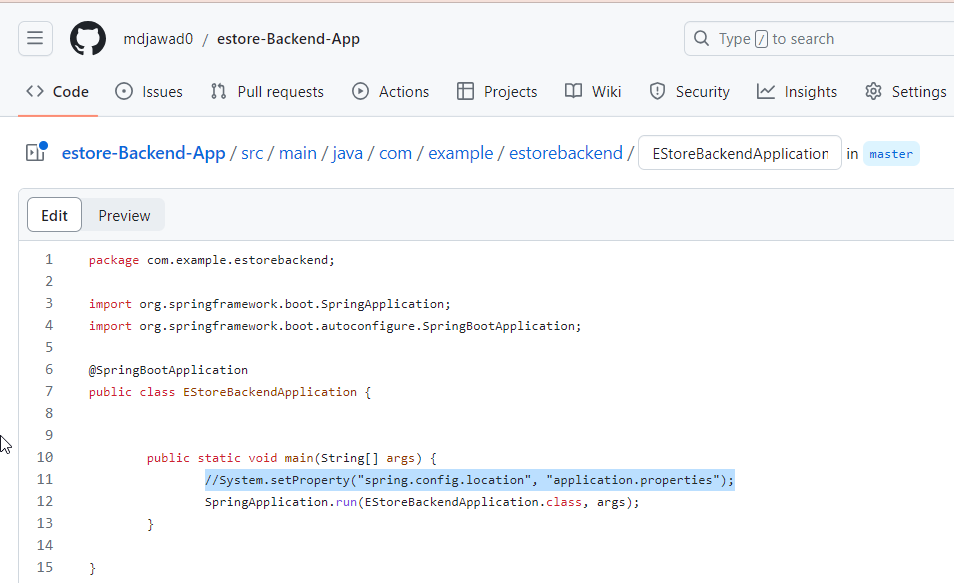 mdjawad0 / estore-Backend-App
Type / to search
Code Issues Pull requests Actions Projects Wiki Security Insights Settings
estore-Backend-App / src / main / java / com / example / estorebackend / EStoreBackendApplication in master
Edit Preview
1 package com.example.estorebackend;
2
3 import org.springframework.boot.SpringApplication;
4 import org.springframework.boot.autoconfigure.SpringBootApplication;
5
6 @SpringBootApplication
7 public class EStoreBackendApplication {
8
9
10 public static void main(String[] args) {
11 //System.setProperty("spring.config.location", "application.properties");
12 SpringApplication.run(EStoreBackendApplication.class, args);
13 }
14
15 }